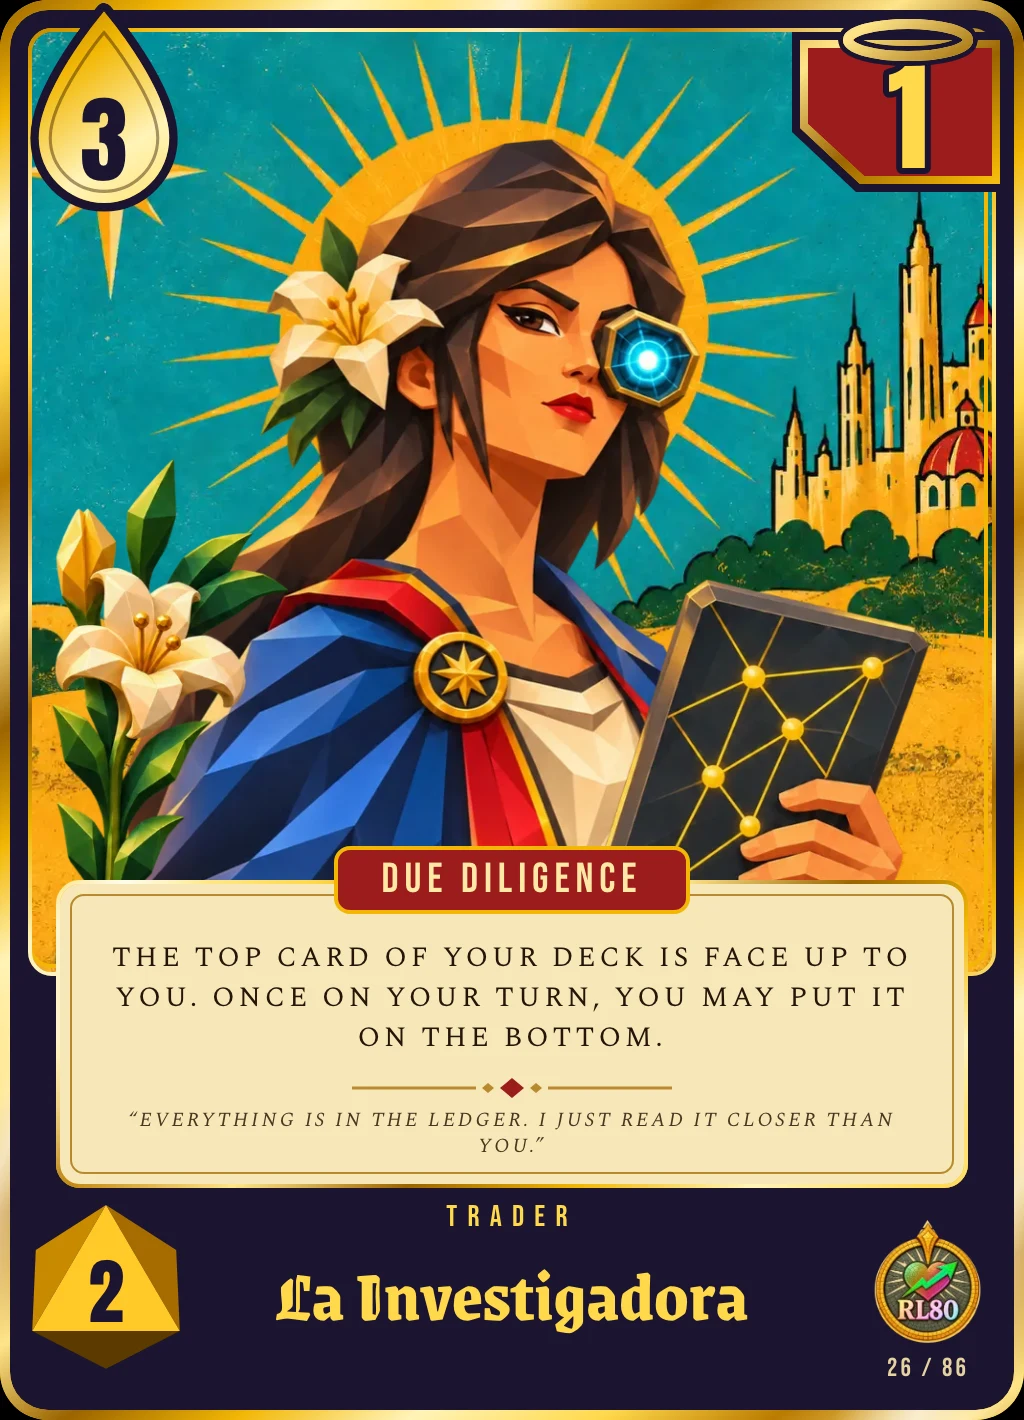 3
1
DUE DILIGENCE
THE TOP CARD OF YOUR DECK IS FACE UP TO
YOU. ONCE ON YOUR TURN, YOU MAY PUT IT
ON THE BOTTOM.
“EVERYTHING IS IN THE LEDGER. I JUST READ IT CLOSER THAN
YOU.”
TRADER
2
La Investigadora
RL80
26 / 86